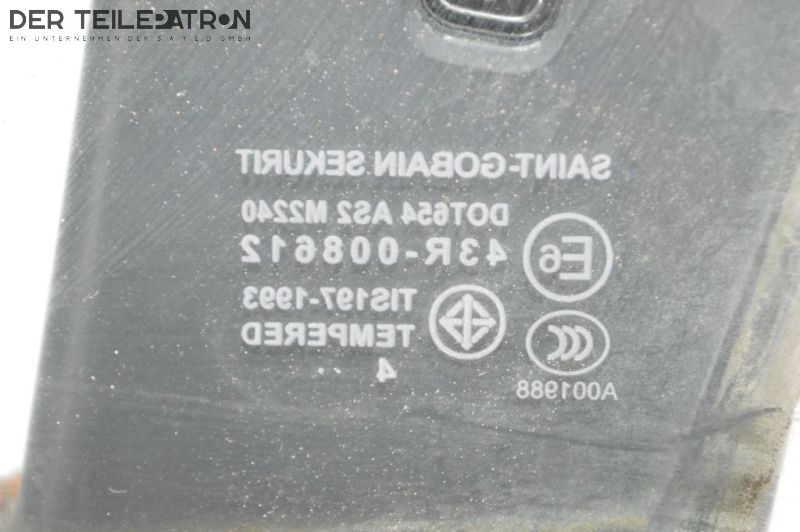 DER TEILEPATRON
EIN UNTERNEHMEN DER S A Y E D GMBH
SAINT-GOBAIN SEKURIT
DOT654 AS2 M2240
E6 43R-008612
TIS197-1993
TEMPERED
CCC
4
A001988